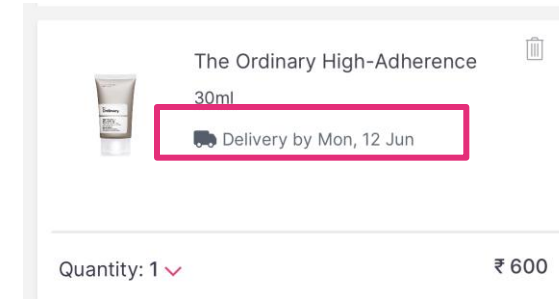 The Ordinary High-Adherence
30ml
Delivery by Mon, 12 Jun
Quantity: 1
₹ 600